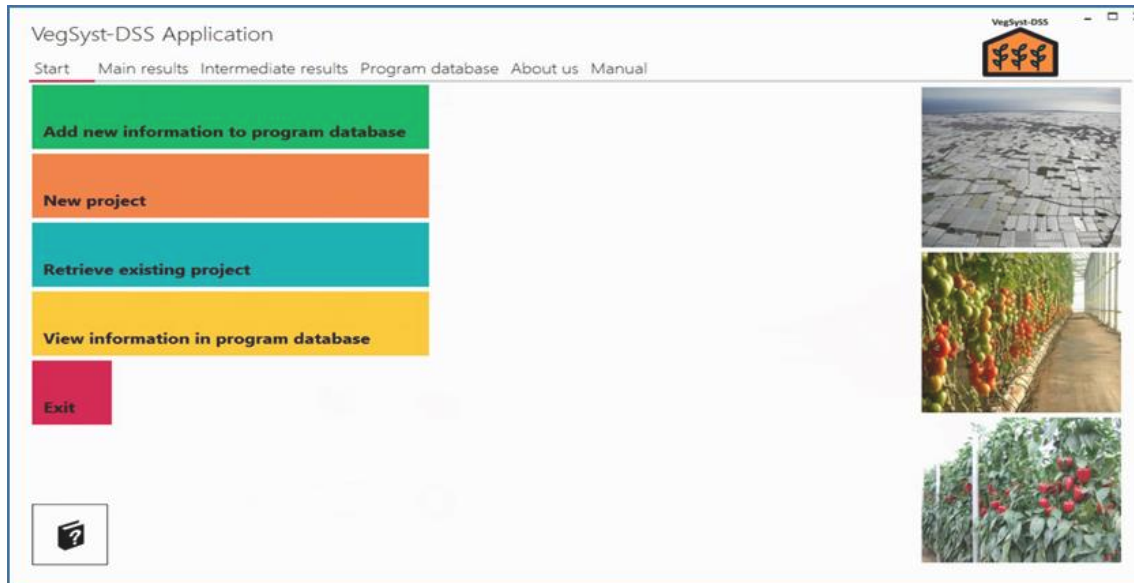 VegSyst-DSS Application
VegSyst-DSS
Start Main results Intermediate results Program database About us Manual
Add new information to program database
New project
Retrieve existing project
View information in program database
Exit
?